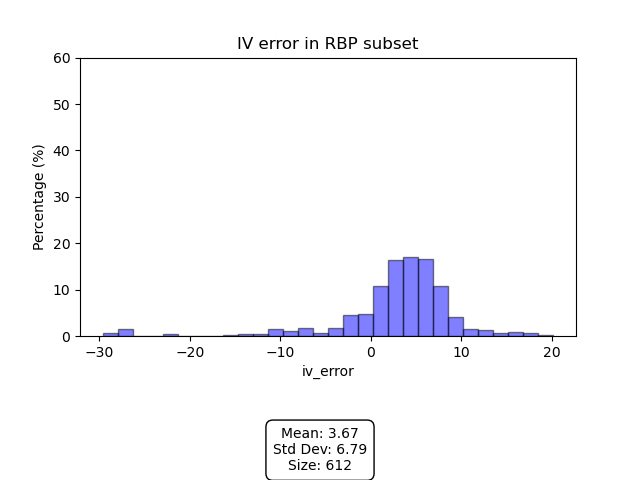 IV error in RBP subset
60
50
40
30
20
10
0
Percentage (%)
−30
−20
−10
0
10
20
iv_error
Mean: 3.67
Std Dev: 6.79
Size: 612